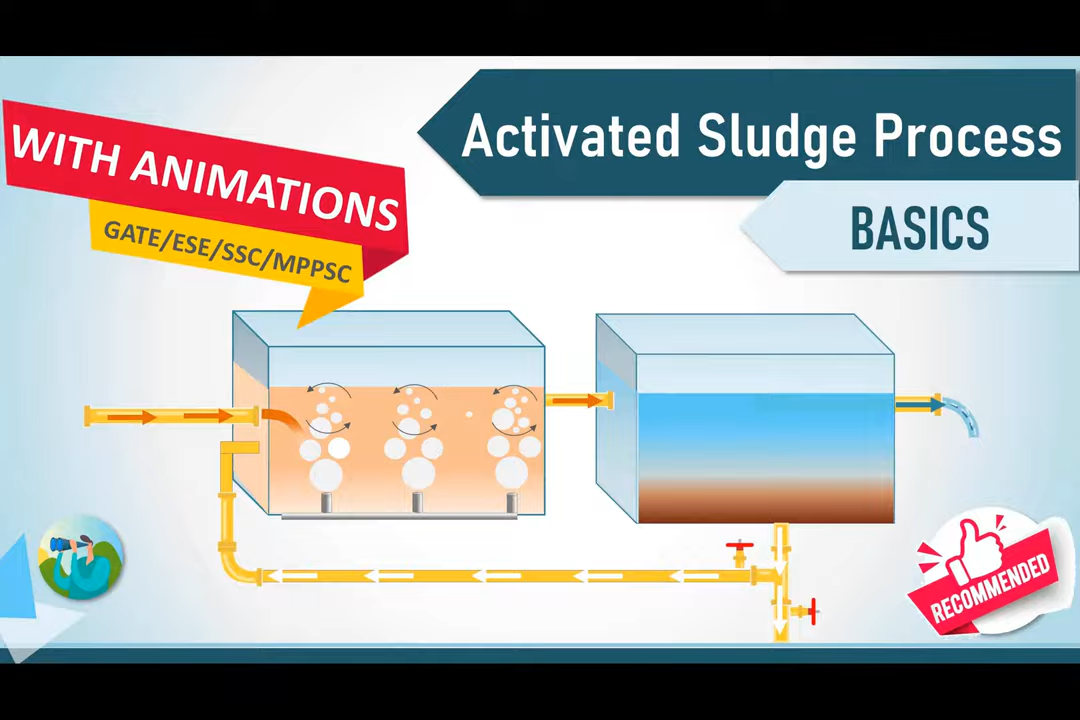 Activated Sludge Process
BASICS
WITH ANIMATIONS
GATE/ESE/SSC/MPPSC
RECOMMENDED